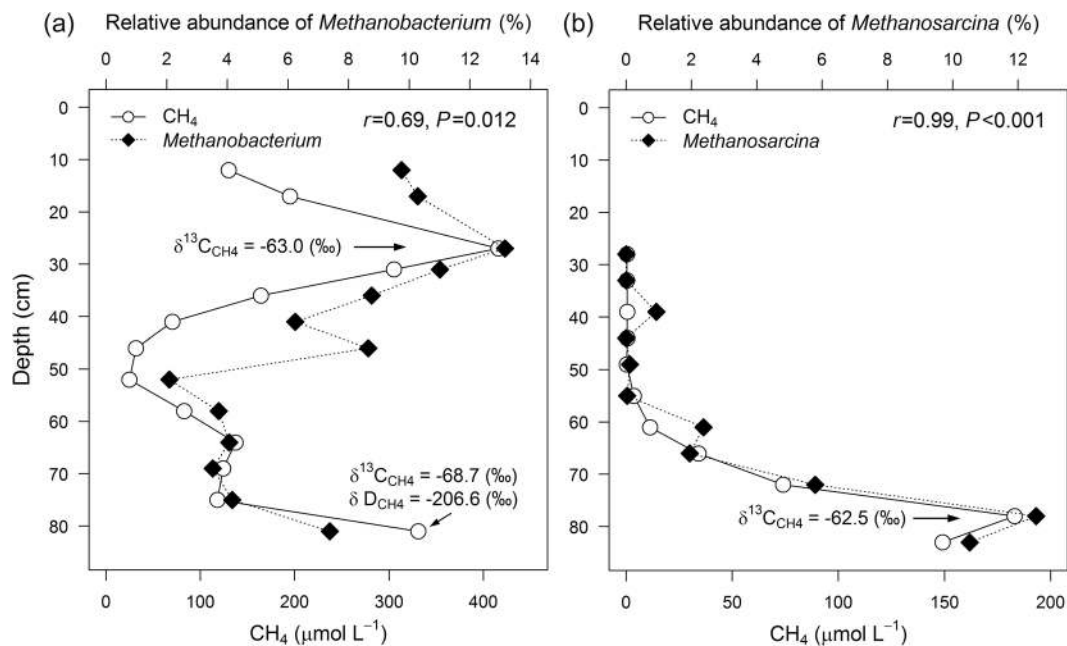 (a) Relative abundance of Methanobacterium (%)
0 2 4 6 8 10 12 14
CH₄
Methanobacterium
r=0.69, P=0.012
Depth (cm)
0
10
20
30
40
50
60
70
80
δ¹³C_CH4 = -63.0 (‰)
δ¹³C_CH4 = -68.7 (‰)
δ D_CH4 = -206.6 (‰)
0 100 200 300 400
CH₄ (μmol L⁻¹)
(b) Relative abundance of Methanosarcina (%)
0 2 4 6 8 10 12
CH₄
Methanosarcina
r=0.99, P<0.001
0
10
20
30
40
50
60
70
80
δ¹³C_CH4 = -62.5 (‰)
0 50 100 150 200
CH₄ (μmol L⁻¹)